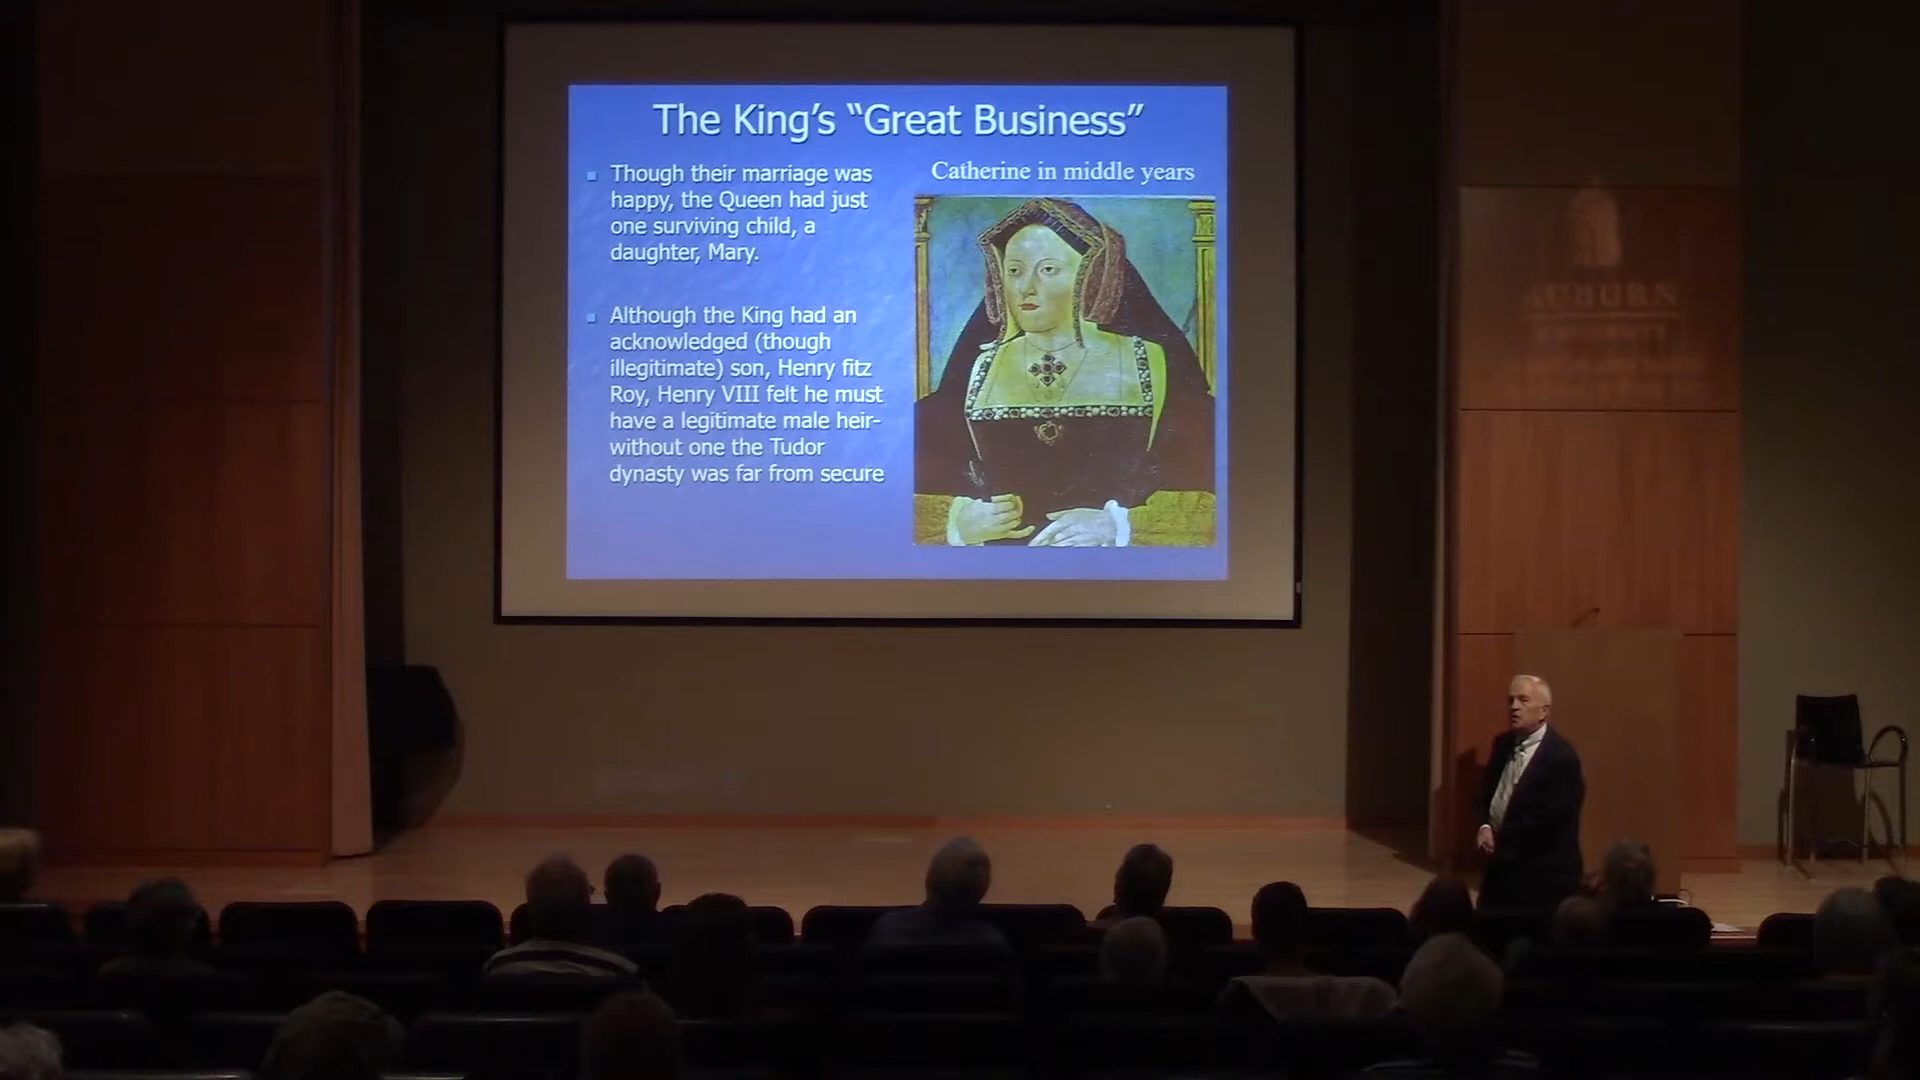 The King's “Great Business”
Though their marriage was
happy, the Queen had just
one surviving child, a
daughter, Mary.
Although the King had an
acknowledged (though
illegitimate) son, Henry fitz
Roy, Henry VIII felt he must
have a legitimate male heir-
without one the Tudor
dynasty was far from secure
Catherine in middle years
AUBURN
UNIVERSITY